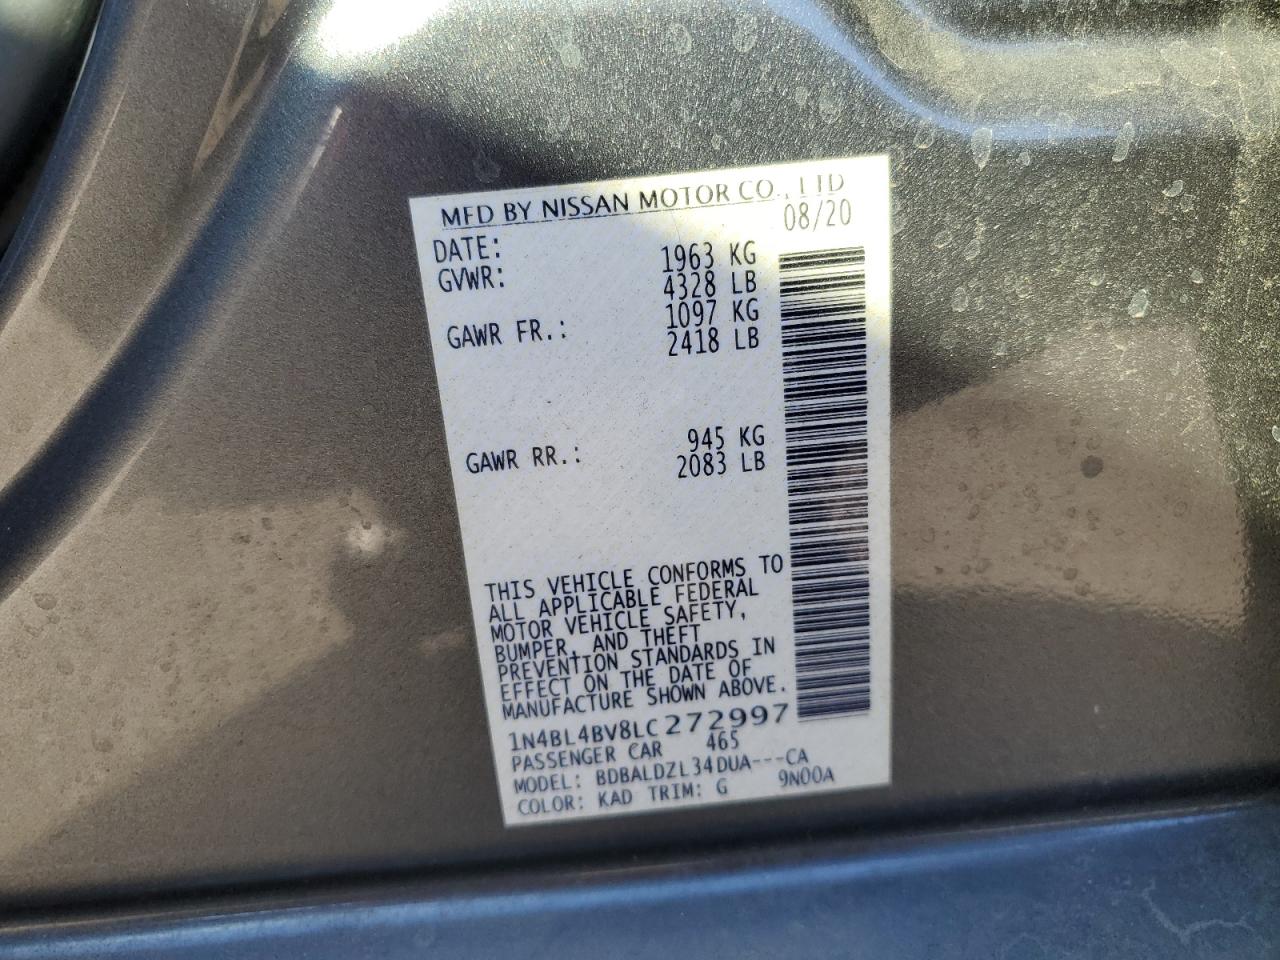 MFD BY NISSAN MOTOR CO., LTD
DATE: 08/20
GVWR: 1963 KG
4328 LB
GAWR FR.: 1097 KG
2418 LB
GAWR RR.: 945 KG
2083 LB
THIS VEHICLE CONFORMS TO
ALL APPLICABLE FEDERAL
MOTOR VEHICLE SAFETY,
BUMPER, AND THEFT
PREVENTION STANDARDS IN
EFFECT ON THE DATE OF
MANUFACTURE SHOWN ABOVE.
1N4BL4BV8LC272997
PASSENGER CAR 465
MODEL: BDBALDZL34DUA---CA
COLOR: KAD TRIM: G 9N00A